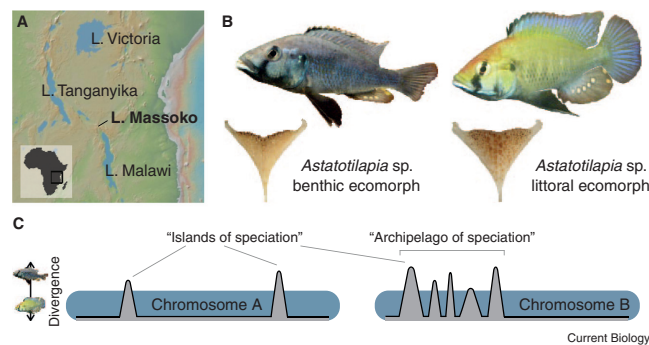 A
L. Victoria
L. Tanganyika
L. Massoko
L. Malawi
B
Astatotilapia sp.
benthic ecomorph
Astatotilapia sp.
littoral ecomorph
C
"Islands of speciation"
"Archipelago of speciation"
Divergence
Chromosome A
Chromosome B
Current Biology